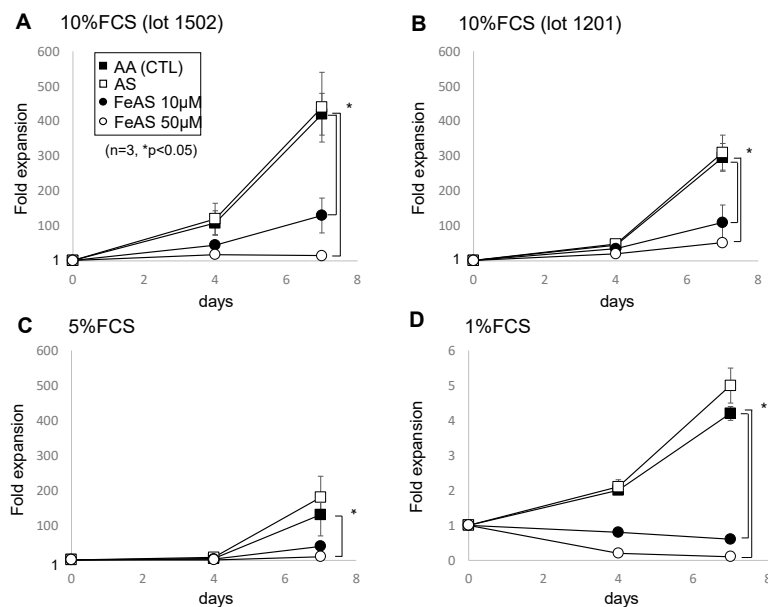 A
10%FCS (lot 1502)
600
500
400
300
200
100
1
Fold expansion
AA (CTL)
AS
FeAS 10µM
FeAS 50µM
(n=3, *p<0.05)
*
0
2
4
6
8
days
B
10%FCS (lot 1201)
600
500
400
300
200
100
1
Fold expansion
*
0
2
4
6
8
days
C
5%FCS
600
500
400
300
200
100
1
Fold expansion
*
0
2
4
6
8
days
D
1%FCS
6
5
4
3
2
1
0
Fold expansion
*
0
2
4
6
8
days